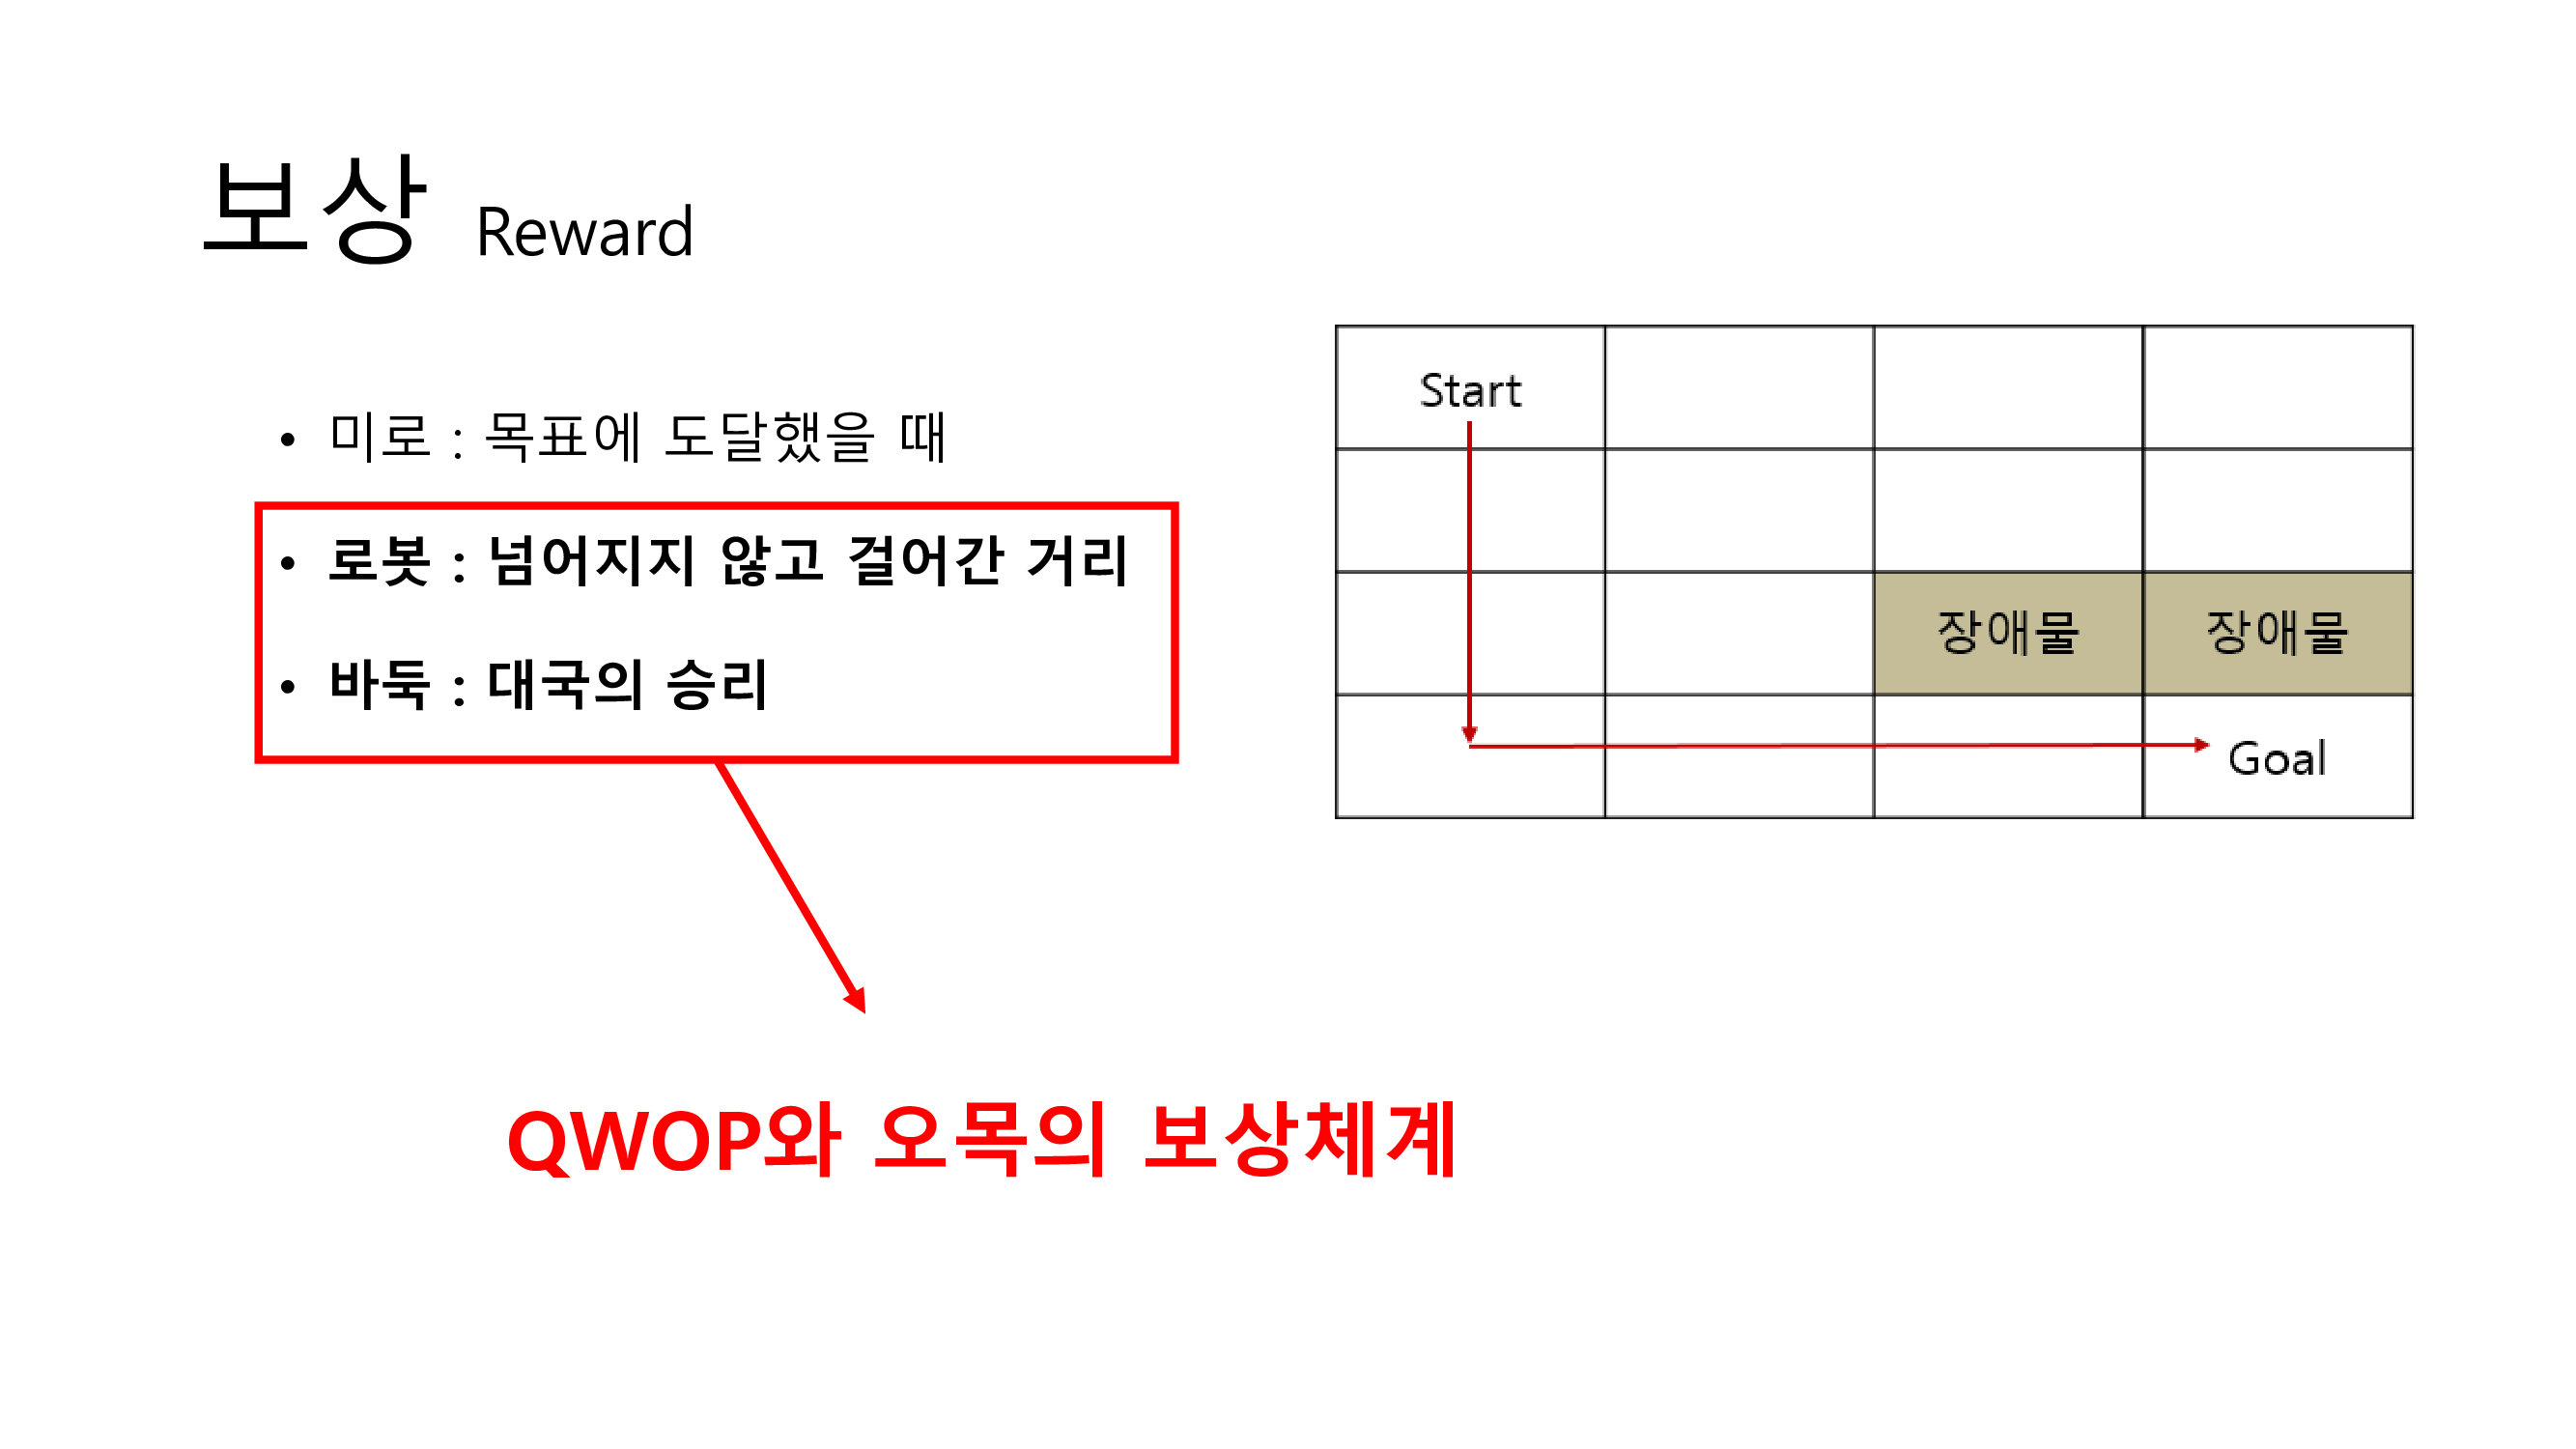 보상 Reward
• 미로 : 목표에 도달했을 때
• 로봇 : 넘어지지 않고 걸어간 거리
• 바둑 : 대국의 승리
Start
장애물 장애물
Goal
QWOP와 오목의 보상체계